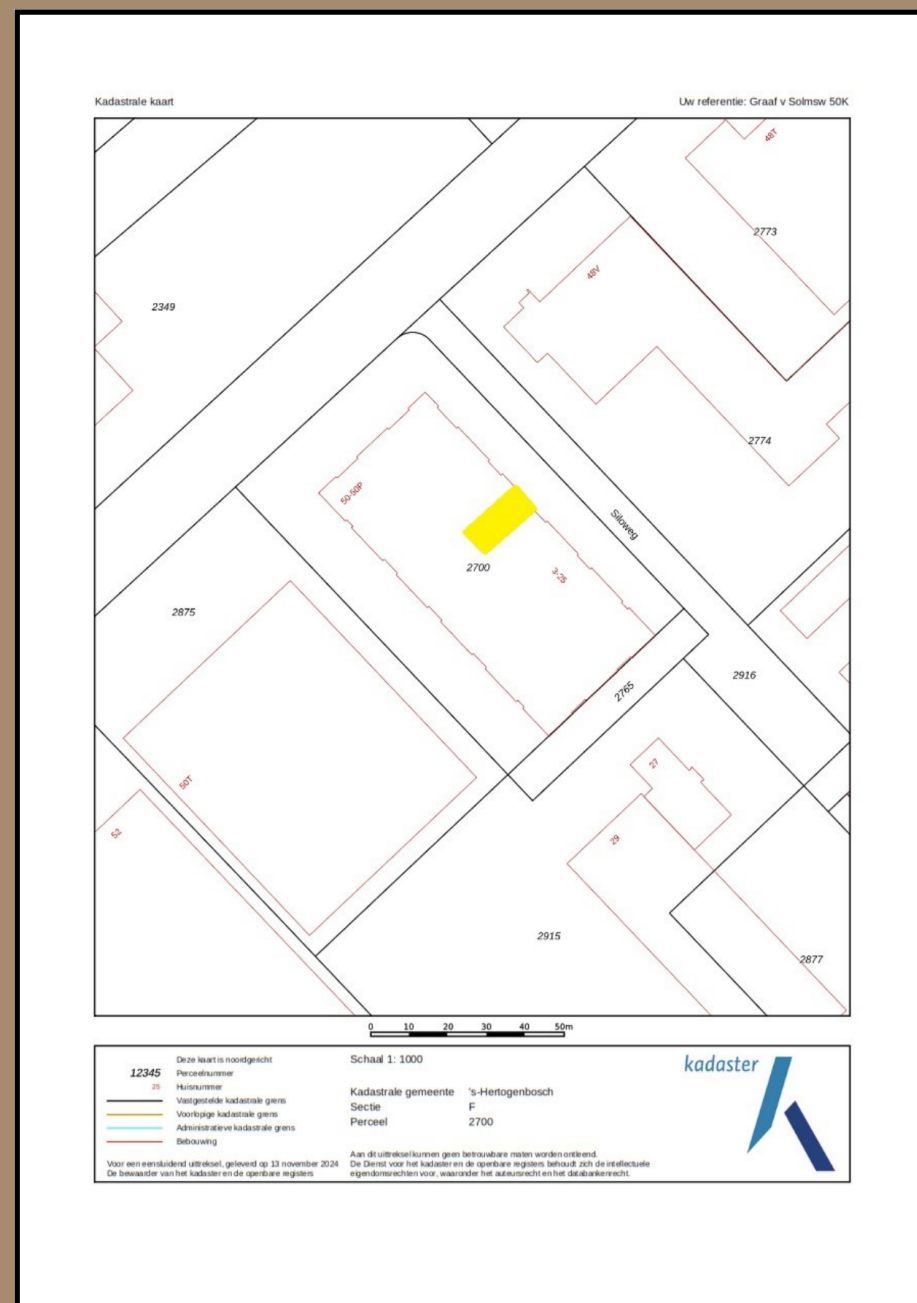 Kadastrale kaart
Uw referentie: Graaf v Solmsw 50K
48T
2773
48V
2349
2774
50-50P
Siloweg
2700
3-25
2875
2916
2765
27
50T
52
29
2915
2877
0 10 20 30 40 50m
Deze kaart is noordgericht
12345 Perceelnummer
25 Huisnummer
Vastgestelde kadastrale grens
Voorlopige kadastrale grens
Administratieve kadastrale grens
Bebouwing
Voor een eensluidend uittreksel, geleverd op 13 november 2024
De bewaarder van het kadaster en de openbare registers
Schaal 1: 1000
Kadastrale gemeente 's-Hertogenbosch
Sectie F
Perceel 2700
Aan dit uittreksel kunnen geen betrouwbare maten worden ontleend.
De Dienst voor het kadaster en de openbare registers behoudt zich de intellectuele
eigendomsrechten voor, waaronder het auteursrecht en het databankenrecht.
kadaster